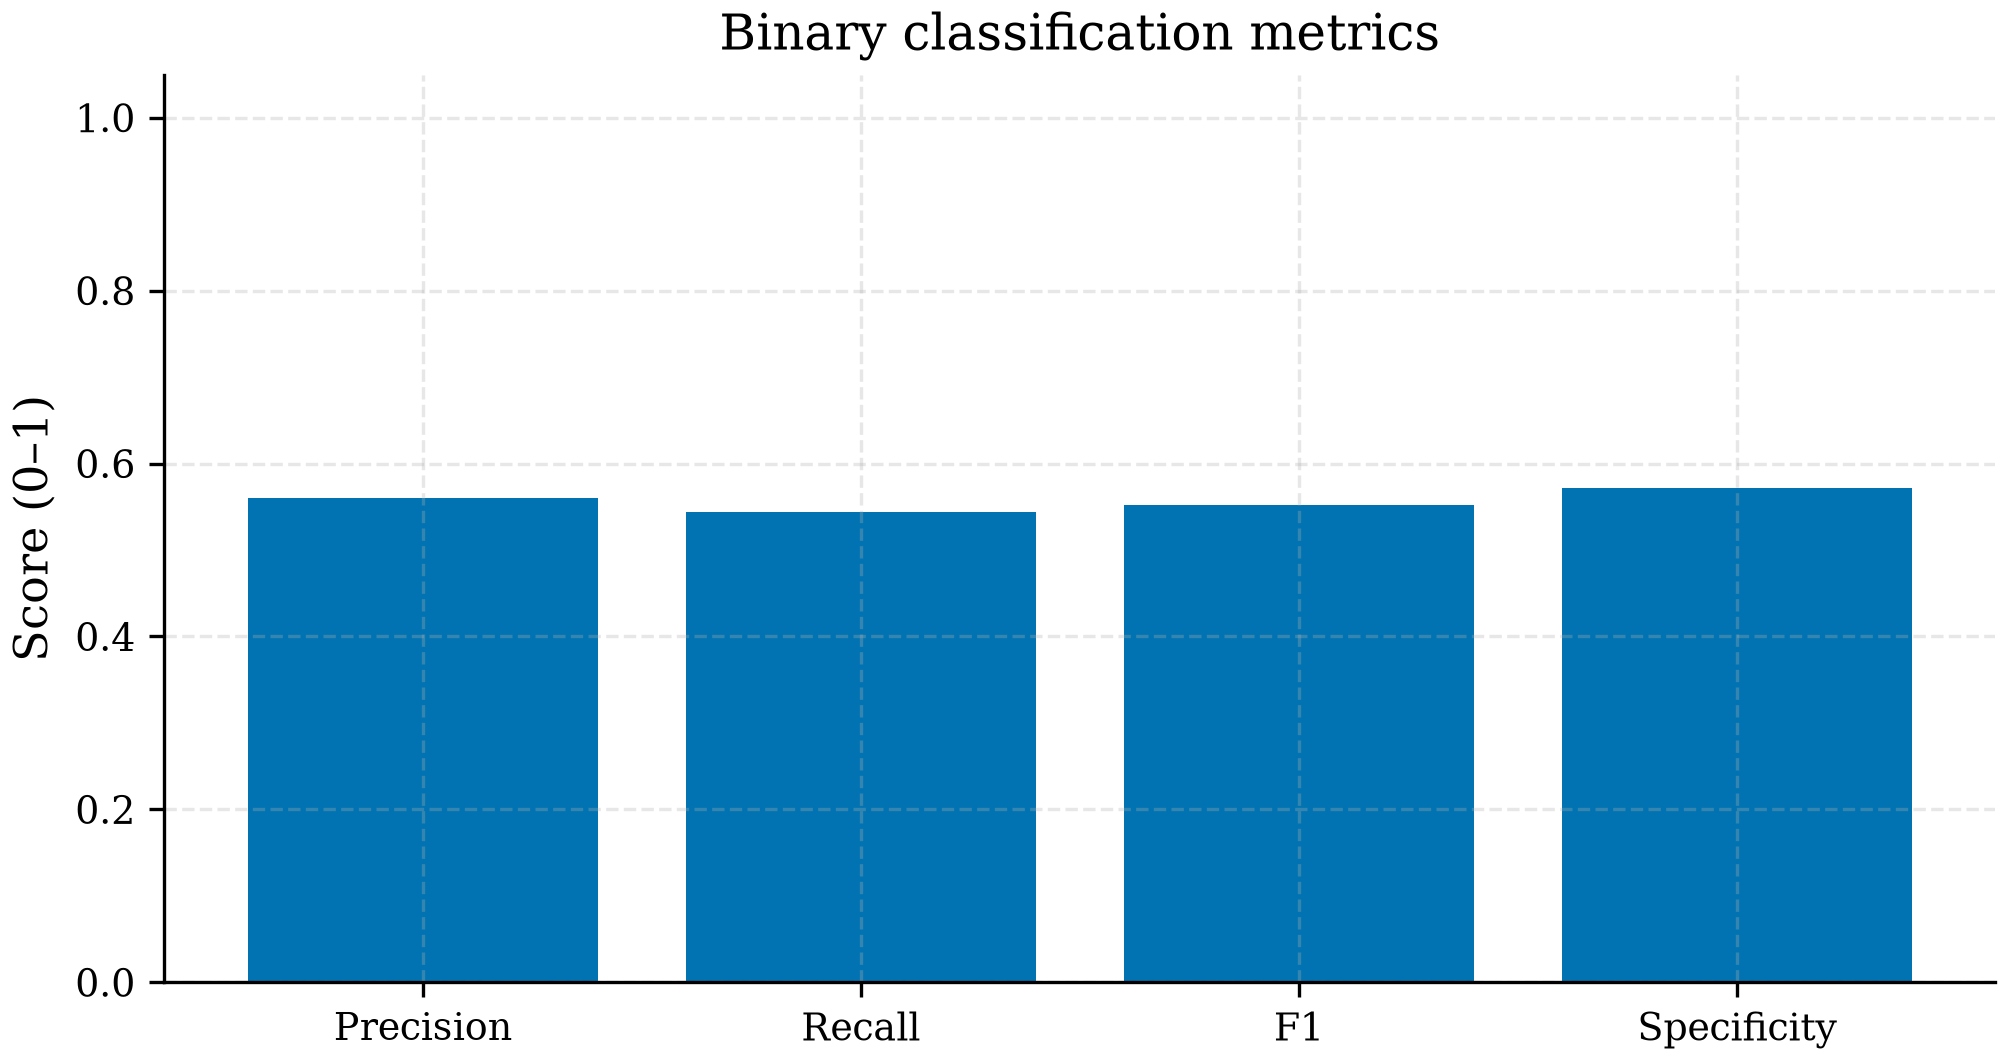 Binary classification metrics
Score (0–1)
1.0
0.8
0.6
0.4
0.2
0.0
Precision
Recall
F1
Specificity